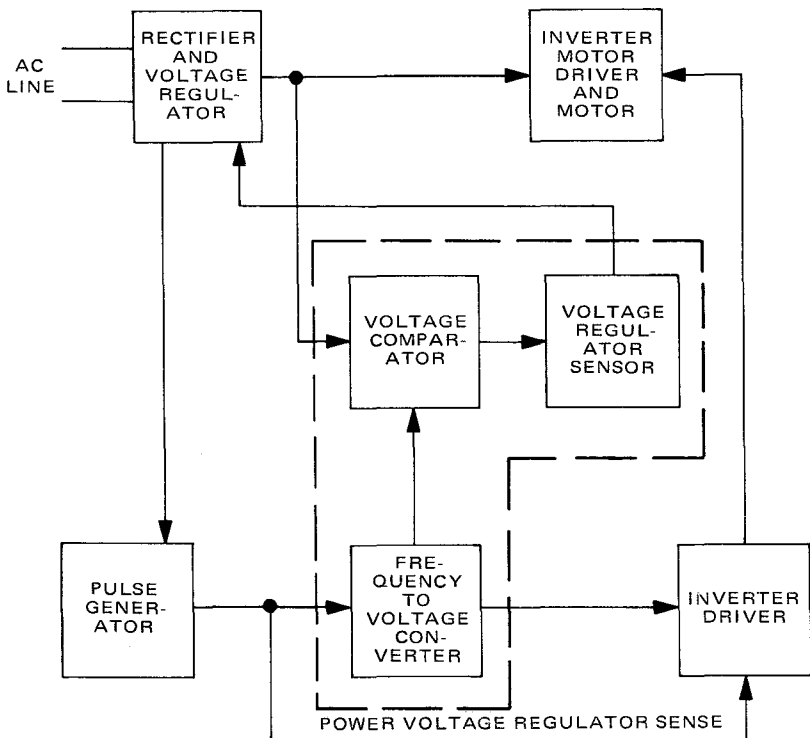 AC
LINE
RECTIFIER
AND
VOLTAGE
REGUL-
ATOR
INVERTER
MOTOR
DRIVER
AND
MOTOR
VOLTAGE
COMPAR-
ATOR
VOLTAGE
REGUL-
ATOR
SENSOR
PULSE
GENER-
ATOR
FRE-
QUENCY
TO
VOLTAGE
CON-
VERTER
INVERTER
DRIVER
POWER VOLTAGE REGULATOR SENSE